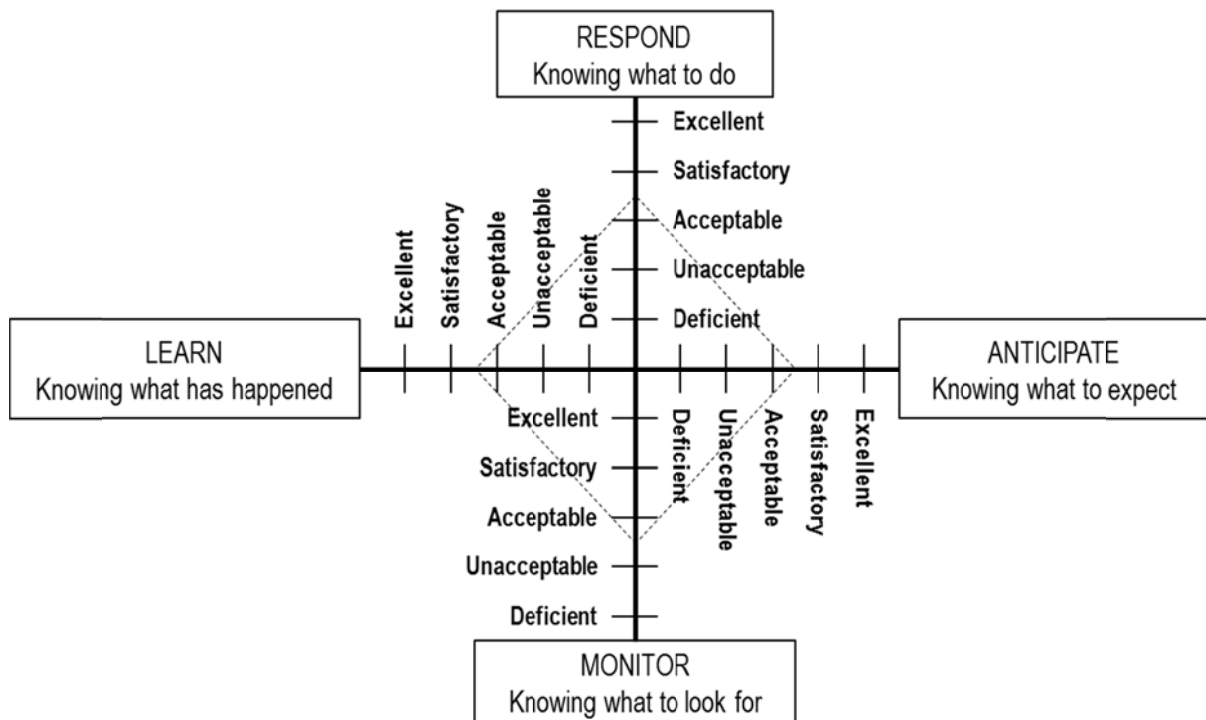 RESPOND
Knowing what to do
Excellent
Satisfactory
Acceptable
Unacceptable
Deficient
Excellent
Satisfactory
Acceptable
Unacceptable
Deficient
LEARN
Knowing what has happened
ANTICIPATE
Knowing what to expect
Excellent
Satisfactory
Acceptable
Unacceptable
Deficient
Deficient
Unacceptable
Acceptable
Satisfactory
Excellent
MONITOR
Knowing what to look for